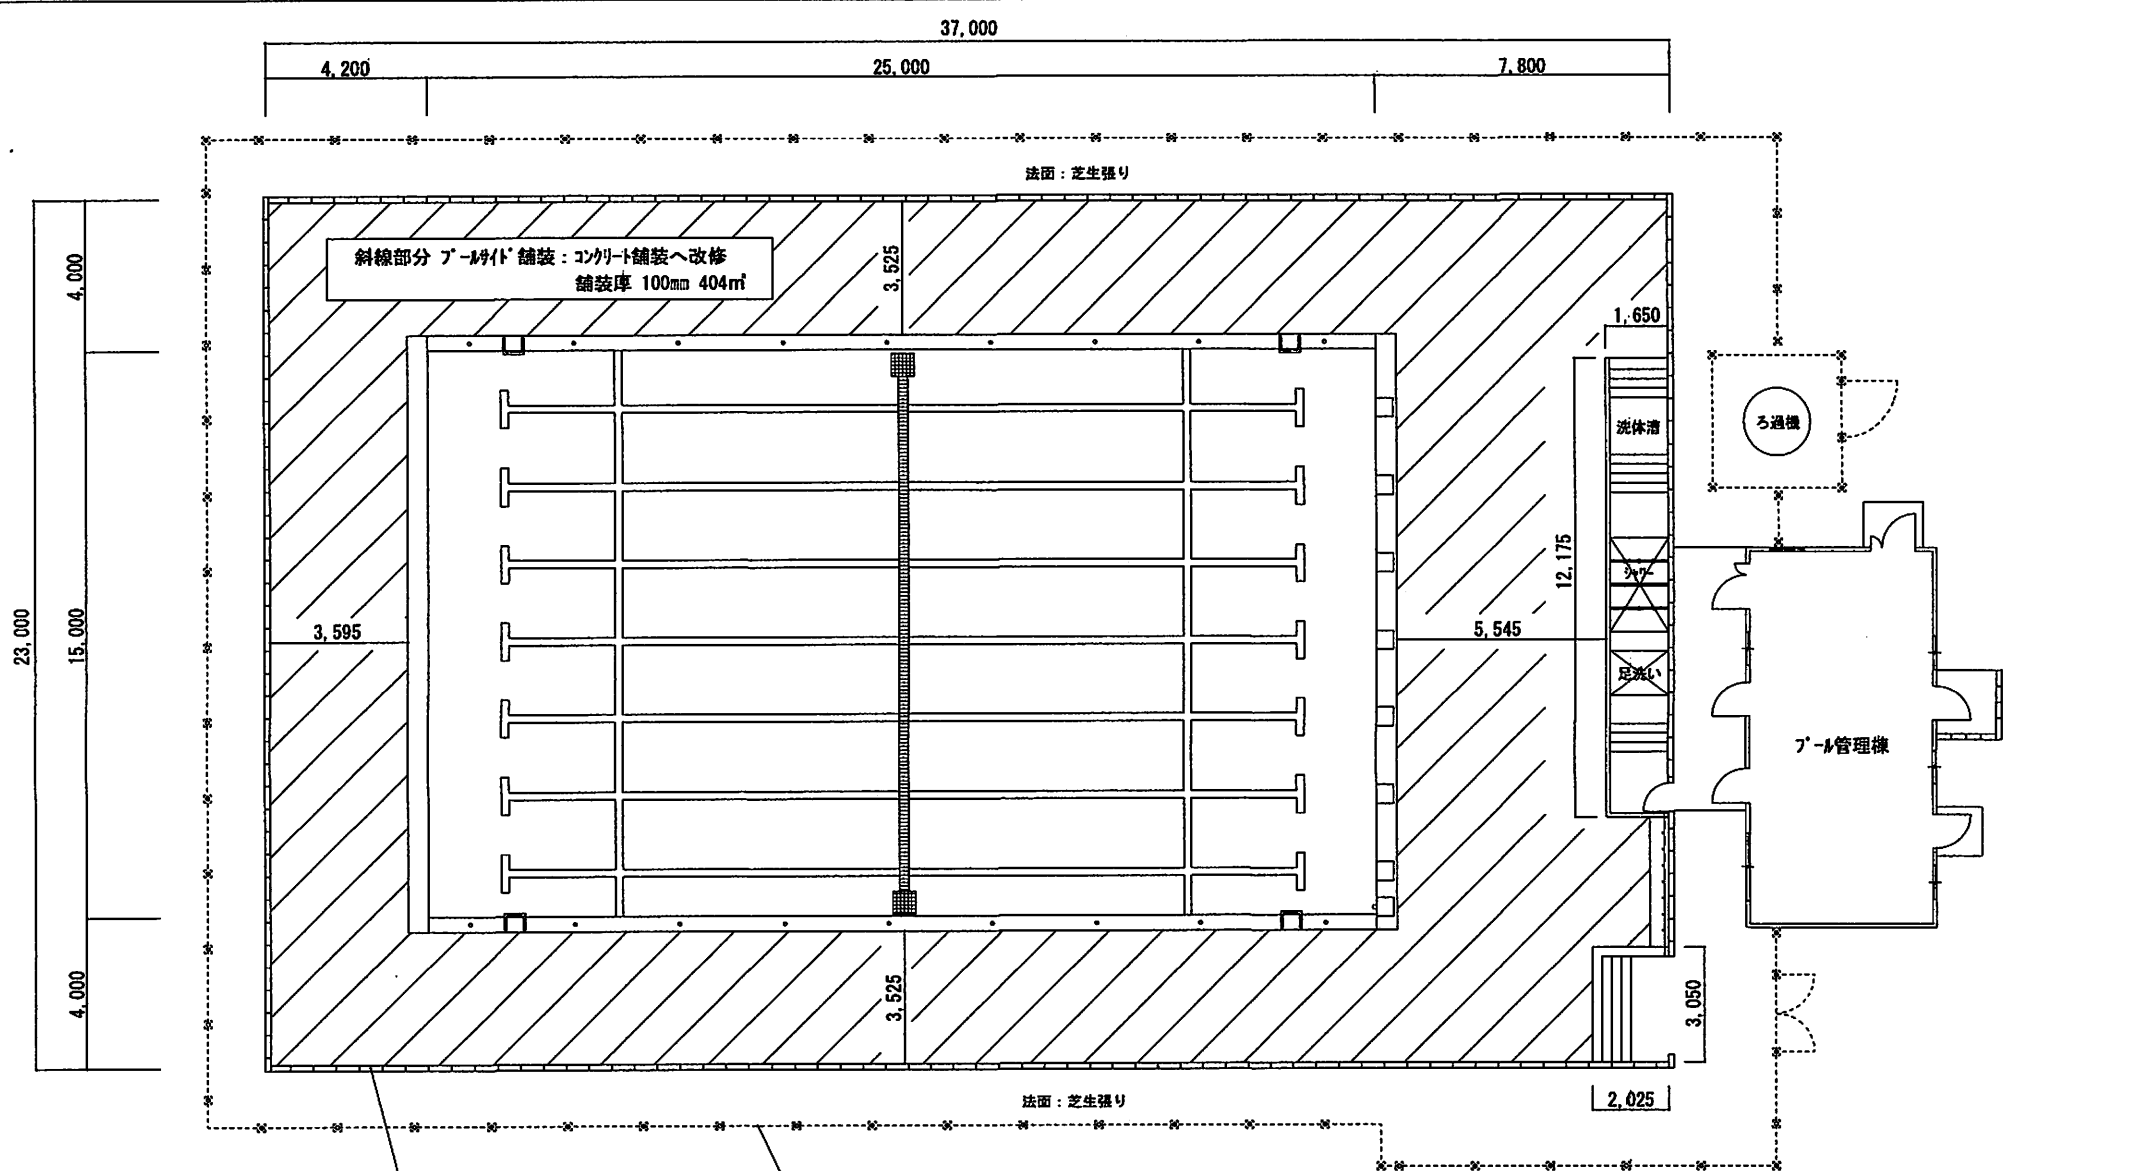 37,000
4,200
25,000
7,800
法面：芝生張り
斜線部分 ﾌﾟｰﾙｻｲﾄﾞ舗装：ｺﾝｸﾘｰﾄ舗装へ改修
舗装厚 100㎜ 404㎡
4,000
3,525
1,650
洗体漕
ろ過機
12,175
ｼｬﾜｰ
23,000
15,000
3,595
5,545
足洗い
ﾌﾟｰﾙ管理棟
4,000
3,525
3,050
法面：芝生張り
2,025